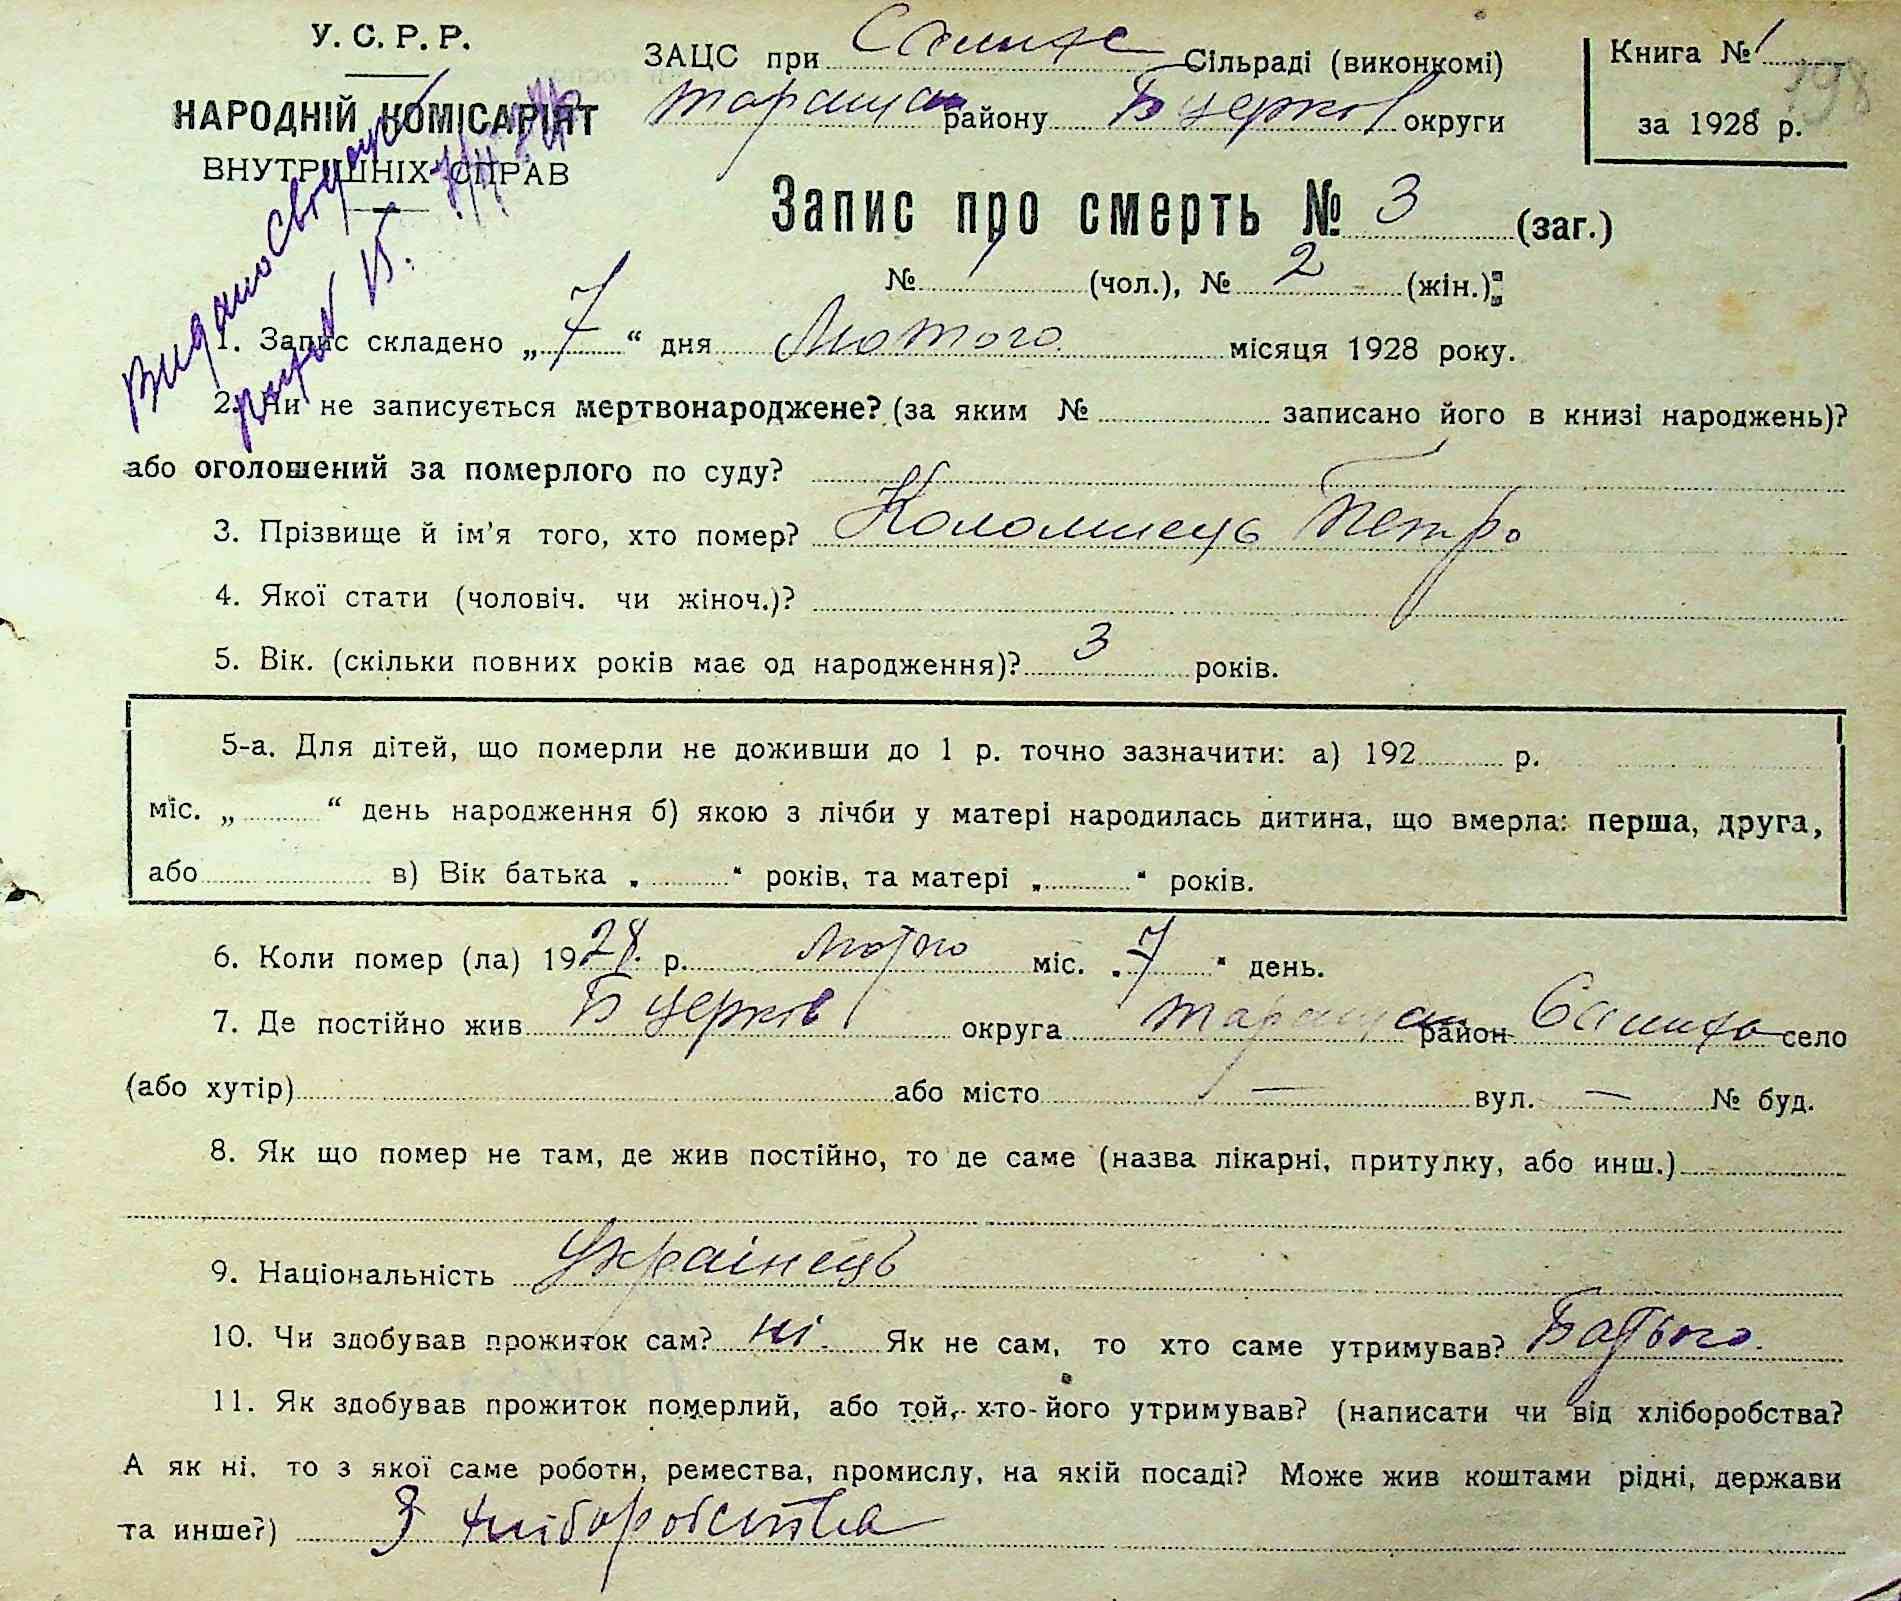 У. С. Р. Р.
НАРОДНІЙ КОМІСАРІЯТ
ВНУТРІШНІХ СПРАВ
Видано
ЗАЦС при Сільраді (виконкомі)
Тараща району Б церков округи
Книга № 1
198
за 1928 р.
Запис про смерть № 3 (заг.)
№ 1 (чол.), № 2 (жін.)
1. Запис складено „ 7 “ дня Лютого місяця 1928 року.
2. Чи не записується мертвонароджене? (за яким № записано його в книзі народжень)?
або оголошений за померлого по суду?
3. Прізвище й ім’я того, хто помер? Коломиець Петро
4. Якої стати (чоловіч. чи жіноч.)?
5. Вік. (скільки повних років має од народження)? 3 років.
5-а. Для дітей, що померли не доживши до 1 р. точно зазначити: а) 192 р.
міс. „ “ день народження б) якою з лічби у матері народилась дитина, що вмерла: перша, друга,
або в) Вік батька „ “ років, та матері „ “ років.
6. Коли помер (ла) 1928. р. лютого міс. „ 7 “ день.
7. Де постійно жив Б церков округа Тараща район село
(або хутір) або місто — вул. — № буд.
8. Як що помер не там, де жив постійно, то де саме (назва лікарні, притулку, або инш.)
9. Національність Українець
10. Чи здобував прожиток сам? ні. Як не сам, то хто саме утримував? Батько.
11. Як здобував прожиток померлий, або той, хто його утримував? (написати чи від хліборобства?
А як ні, то з якої саме роботи, ремества, промислу, на якій посаді? Може жив коштами рідні, держави
та инше?) З хліборобства